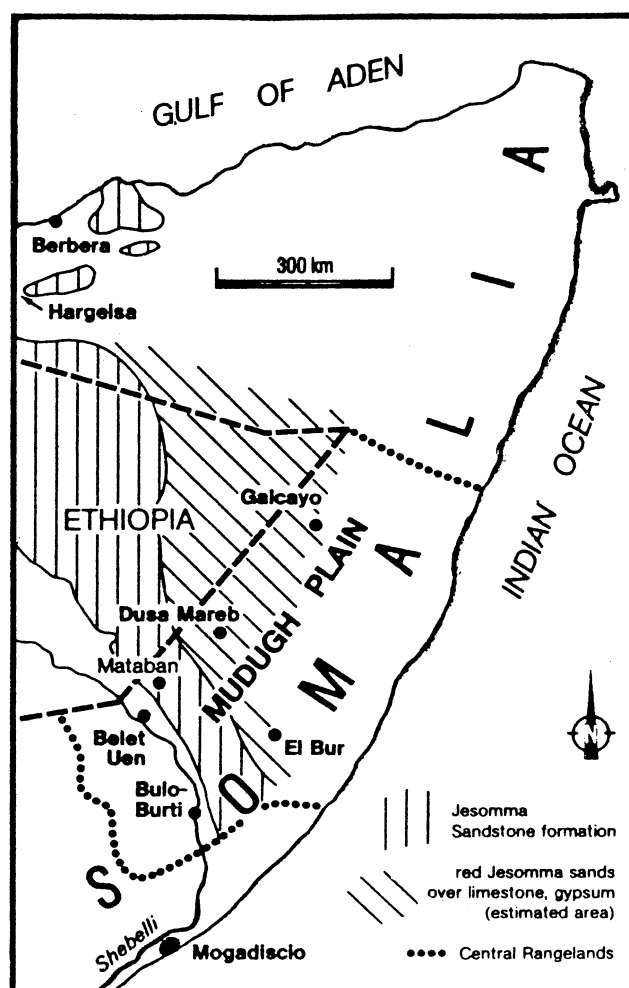 GULF OF ADEN
Berbera
300 km
Hargeisa
SOMALIA
INDIAN OCEAN
Galcayo
ETHIOPIA
MUDUGH PLAIN
Dusa Mareb
Mataban
N
Belet
Uen
El Bur
Bulo-
Burti
Jesomma
Sandstone formation
red Jesomma sands
over limestone, gypsum
(estimated area)
Shebelli
Mogadiscio
Central Rangelands